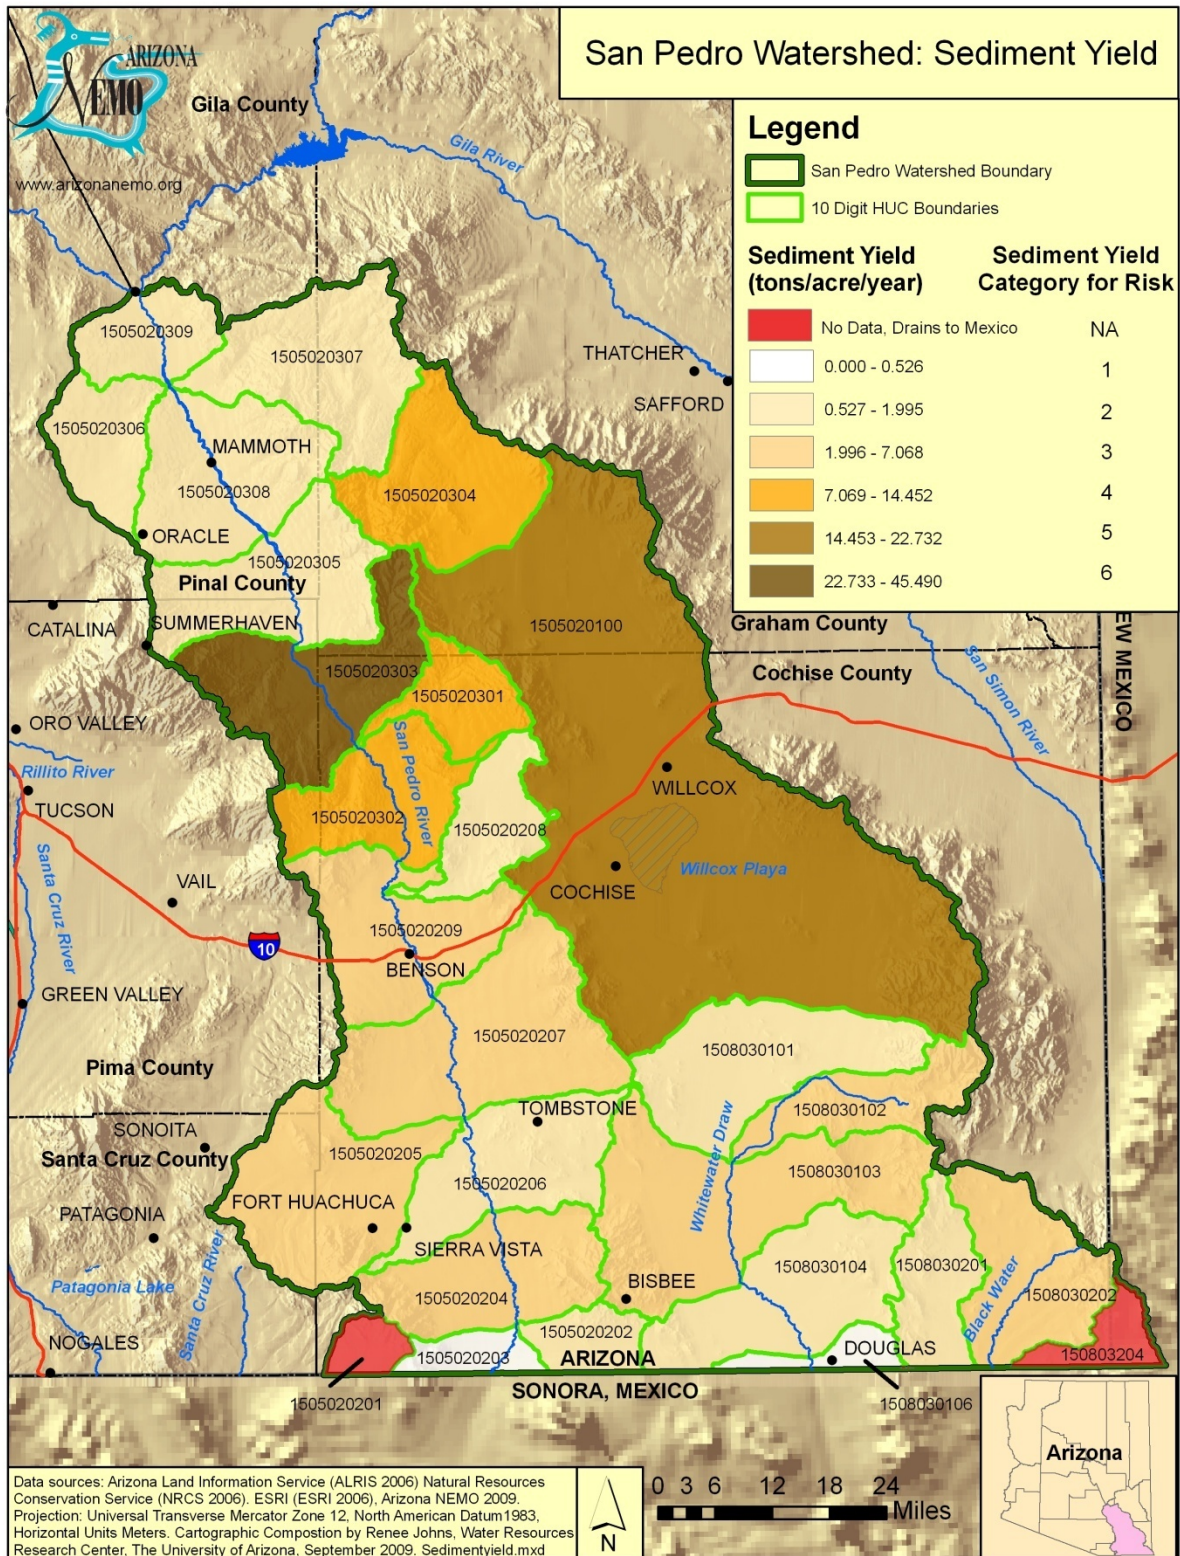 San Pedro Watershed: Sediment Yield
ARIZONA
NEMO
www.arizonanemo.org
Gila County
Gila River
Legend
San Pedro Watershed Boundary
10 Digit HUC Boundaries
Sediment Yield
(tons/acre/year)
Sediment Yield
Category for Risk
No Data, Drains to Mexico NA
0.000 - 0.526 1
0.527 - 1.995 2
1.996 - 7.068 3
7.069 - 14.452 4
14.453 - 22.732 5
22.733 - 45.490 6
1505020309
1505020307
THATCHER
SAFFORD
1505020306
MAMMOTH
1505020308
1505020304
ORACLE
1505020305
Pinal County
CATALINA
SUMMERHAVEN
1505020100
Graham County
EW MEXICO
1505020303
Cochise County
San Simon River
1505020301
ORO VALLEY
San Pedro River
Rillito River
TUCSON
WILLCOX
1505020302
1505020208
Santa Cruz River
VAIL
COCHISE
Willcox Playa
1505020209
10
BENSON
GREEN VALLEY
1505020207
1508030101
Pima County
TOMBSTONE
1508030102
SONOITA
Santa Cruz County
1505020205
Whitewater Draw
1508030103
1505020206
FORT HUACHUCA
PATAGONIA
SIERRA VISTA
Santa Cruz River
Patagonia Lake
1508030104
1508030201
BISBEE
1505020204
Black Water
1508030202
NOGALES
1505020202
1505020203
ARIZONA
DOUGLAS
1508030204
SONORA, MEXICO
1505020201
1508030106
Arizona
Data sources: Arizona Land Information Service (ALRIS 2006) Natural Resources
Conservation Service (NRCS 2006). ESRI (ESRI 2006), Arizona NEMO 2009.
Projection: Universal Transverse Mercator Zone 12, North American Datum1983,
Horizontal Units Meters. Cartographic Compostion by Renee Johns, Water Resources
Research Center, The University of Arizona, September 2009. Sedimentyield.mxd
N
0 3 6 12 18 24
Miles